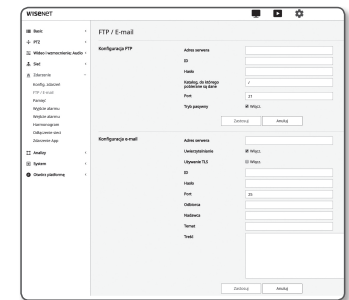 WISENET
Basic
PTZ
Wideo i wzmocnienie; Audio
Sieć
Zdarzenie
Konfig. zdarzeń
FTP / E-mail
Pamięć
Wejście alarmu
Wyjście alarmu
Harmonogram
Odłączenie sieci
Zdarzenie App
Analizy
System
Otwórz platformę
FTP / E-mail
Konfiguracja FTP
Adres serwera
ID
Hasło
Katalog, do którego
pobierane są dane
/
Port
21
Tryb pasywny
Włącz.
Zastosuj
Anuluj
Konfiguracja e-mail
Adres serwera
Uwierzytelnianie
Włącz.
Używanie TLS
Włącz.
ID
Hasło
Port
25
Odbiorca
Nadawca
Temat
Treść
Zastosuj
Anuluj